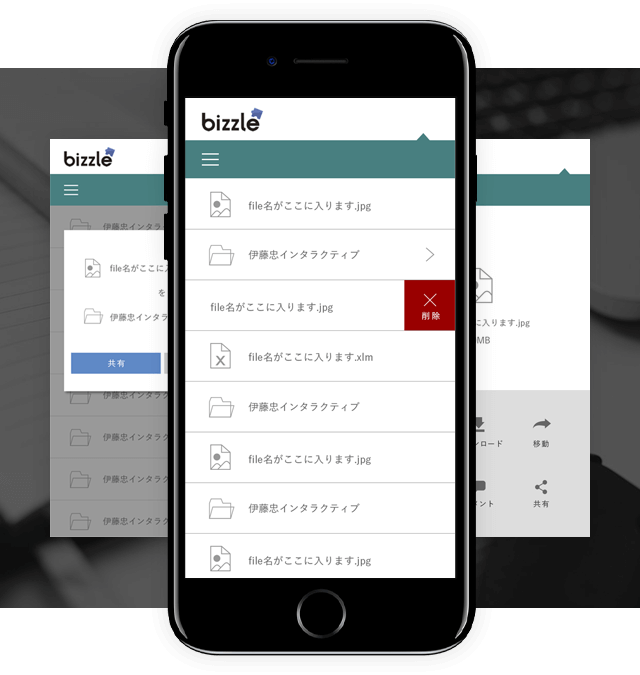 bizzle
file名がここに入ります.jpg
伊藤忠インタラクティブ
file名がここに入ります.jpg
削除
file名がここに入ります.xlm
伊藤忠インタラクティブ
file名がここに入ります.jpg
伊藤忠インタラクティブ
file名がここに入ります.jpg
bizzle
伊藤忠インタラク
file名がここに入
を
伊藤忠インタラ
共有
伊藤忠インタラク
伊藤忠インタラク
伊藤忠インタラク
伊藤忠インタラク
に入ります.jpg
MB
ンロード
移動
メント
共有